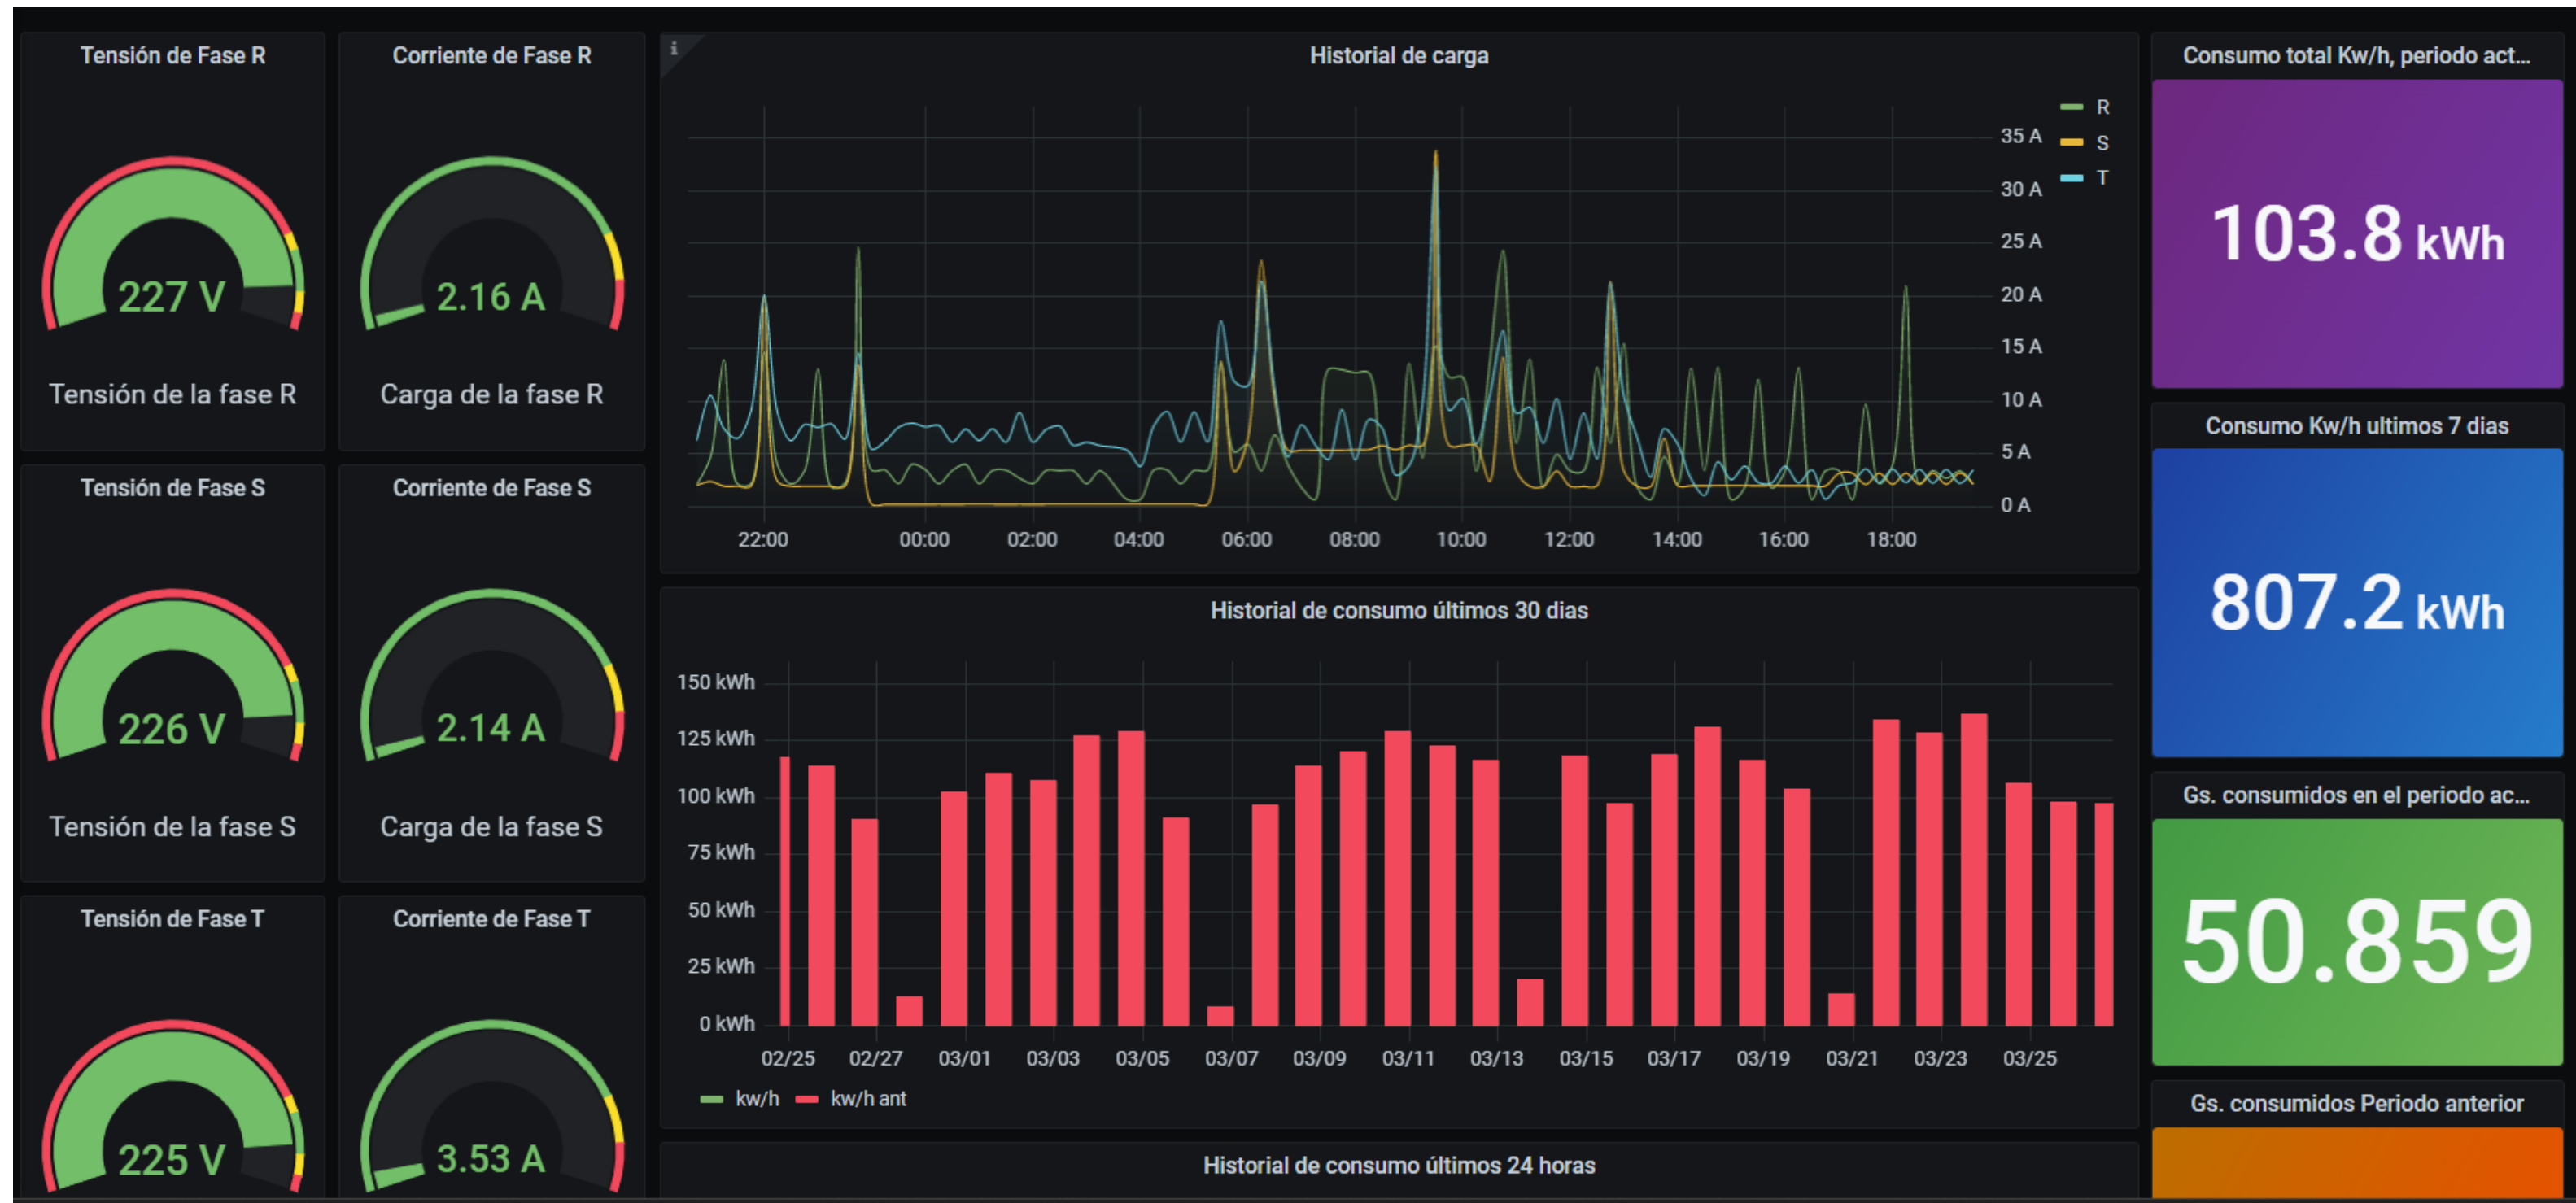 Tensión de Fase R
227 V
Tensión de la fase R
Corriente de Fase R
2.16 A
Carga de la fase R
Tensión de Fase S
226 V
Tensión de la fase S
Corriente de Fase S
2.14 A
Carga de la fase S
Tensión de Fase T
225 V
Corriente de Fase T
3.53 A
i
Historial de carga
R
S
T
35 A
30 A
25 A
20 A
15 A
10 A
5 A
0 A
22:00 00:00 02:00 04:00 06:00 08:00 10:00 12:00 14:00 16:00 18:00
Historial de consumo últimos 30 dias
150 kWh
125 kWh
100 kWh
75 kWh
50 kWh
25 kWh
0 kWh
02/25 02/27 03/01 03/03 03/05 03/07 03/09 03/11 03/13 03/15 03/17 03/19 03/21 03/23 03/25
kw/h kw/h ant
Historial de consumo últimos 24 horas
Consumo total Kw/h, periodo act...
103.8 kWh
Consumo Kw/h ultimos 7 dias
807.2 kWh
Gs. consumidos en el periodo ac...
50.859
Gs. consumidos Periodo anterior